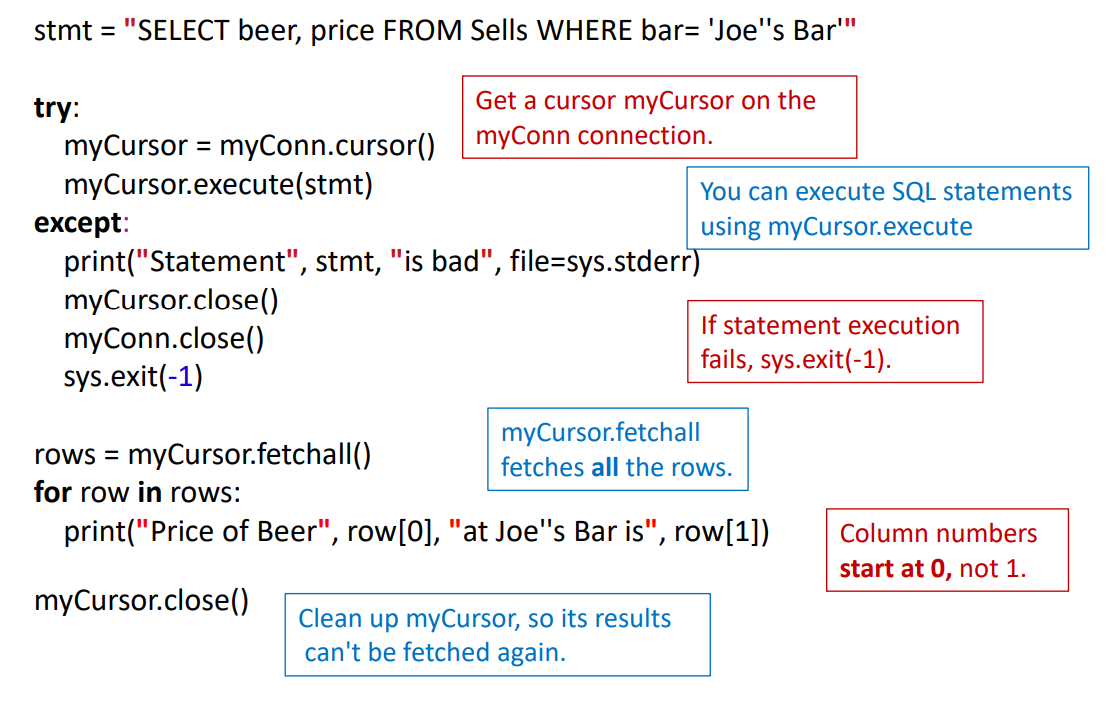 stmt = "SELECT beer, price FROM Sells WHERE bar= 'Joe''s Bar'"
try:
myCursor = myConn.cursor()
myCursor.execute(stmt)
Get a cursor myCursor on the
myConn connection.
You can execute SQL statements
using myCursor.execute
except:
print("Statement", stmt, "is bad", file=sys.stderr)
myCursor.close()
myConn.close()
sys.exit(-1)
If statement execution
fails, sys.exit(-1).
rows = myCursor.fetchall()
for row in rows:
print("Price of Beer", row[0], "at Joe''s Bar is", row[1])
myCursor.fetchall
fetches all the rows.
Column numbers
start at 0, not 1.
myCursor.close()
Clean up myCursor, so its results
can't be fetched again.